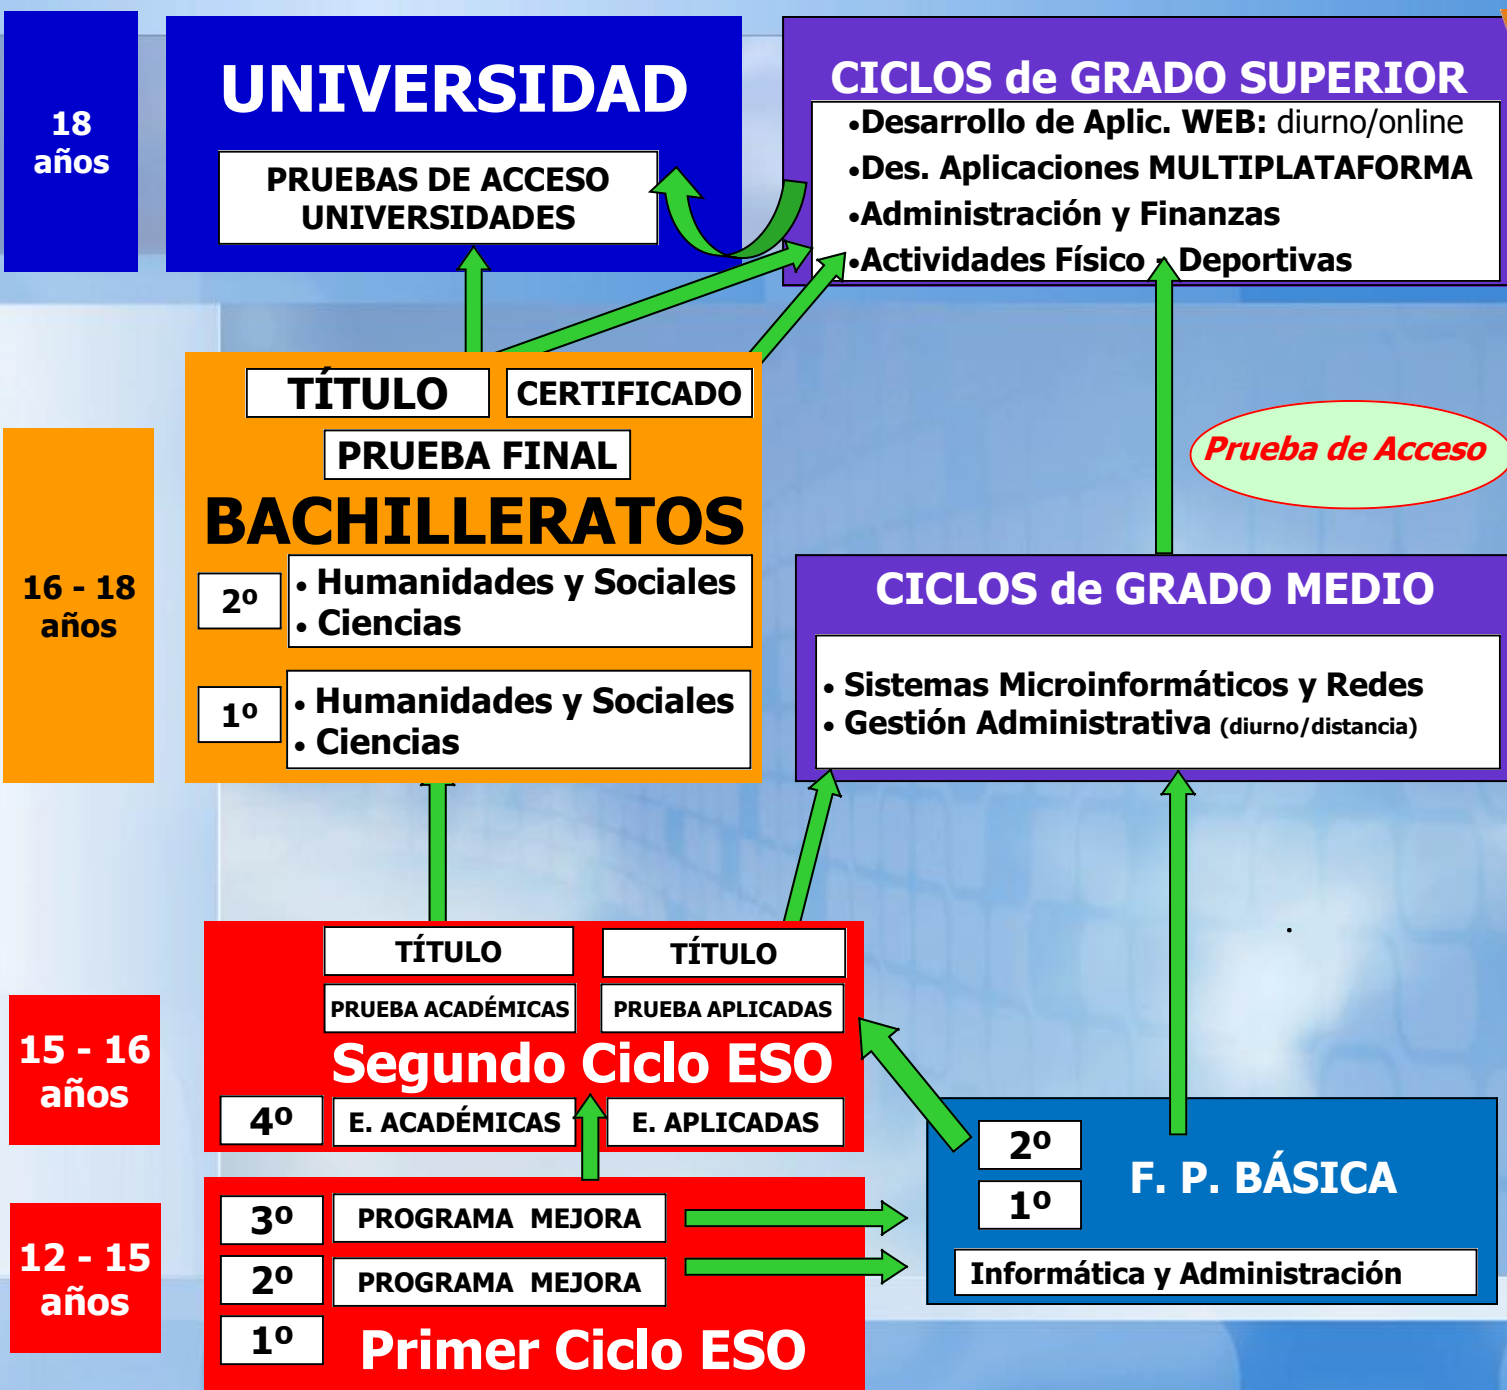 18
años
UNIVERSIDAD
PRUEBAS DE ACCESO
UNIVERSIDADES
CICLOS de GRADO SUPERIOR
•Desarrollo de Aplic. WEB: diurno/online
•Des. Aplicaciones MULTIPLATAFORMA
•Administración y Finanzas
•Actividades Físico - Deportivas
16 - 18
años
TÍTULO
CERTIFICADO
PRUEBA FINAL
BACHILLERATOS
2º
• Humanidades y Sociales
• Ciencias
1º
• Humanidades y Sociales
• Ciencias
Prueba de Acceso
CICLOS de GRADO MEDIO
• Sistemas Microinformáticos y Redes
• Gestión Administrativa (diurno/distancia)
.
15 - 16
años
TÍTULO
TÍTULO
PRUEBA ACADÉMICAS
PRUEBA APLICADAS
Segundo Ciclo ESO
4º
E. ACADÉMICAS
E. APLICADAS
2º
1º
F. P. BÁSICA
Informática y Administración
12 - 15
años
3º
PROGRAMA MEJORA
2º
PROGRAMA MEJORA
1º
Primer Ciclo ESO